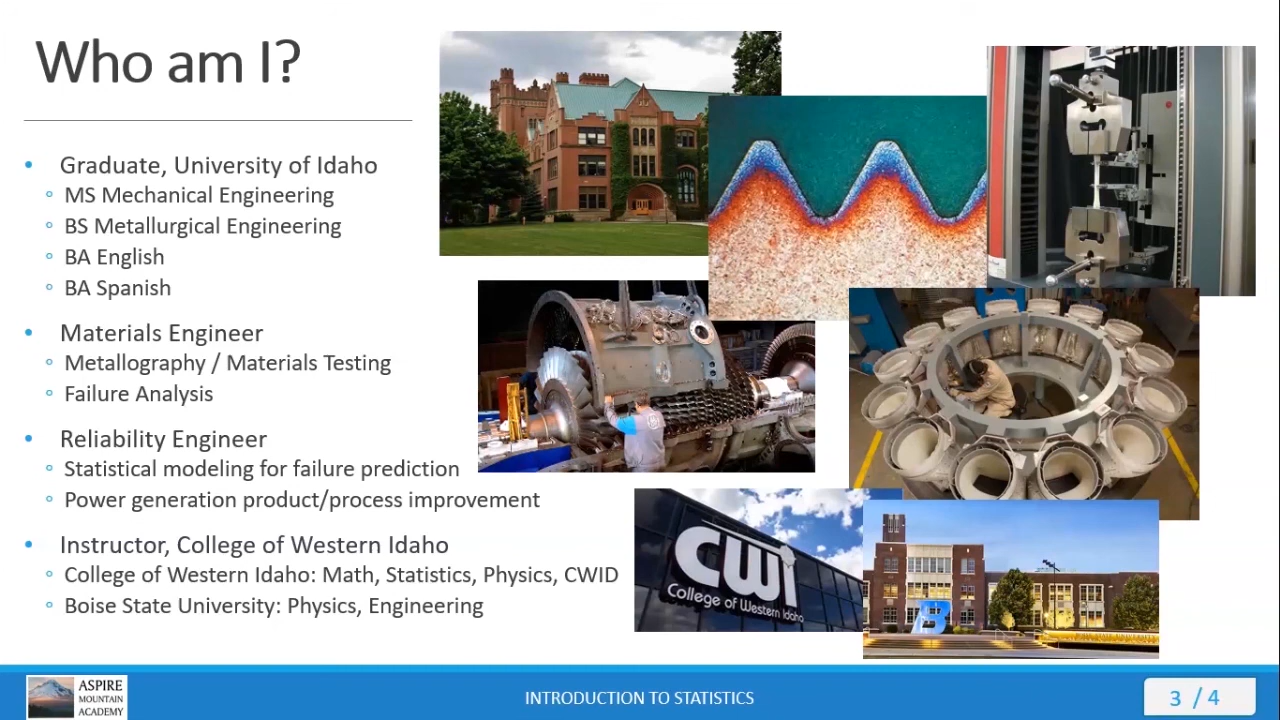 Who am I?
• Graduate, University of Idaho
◦ MS Mechanical Engineering
◦ BS Metallurgical Engineering
◦ BA English
◦ BA Spanish
• Materials Engineer
◦ Metallography / Materials Testing
◦ Failure Analysis
• Reliability Engineer
◦ Statistical modeling for failure prediction
◦ Power generation product/process improvement
• Instructor, College of Western Idaho
◦ College of Western Idaho: Math, Statistics, Physics, CWID
◦ Boise State University: Physics, Engineering
CWI
College of Western Idaho
B
ASPIRE
MOUNTAIN
ACADEMY
INTRODUCTION TO STATISTICS
3 / 4